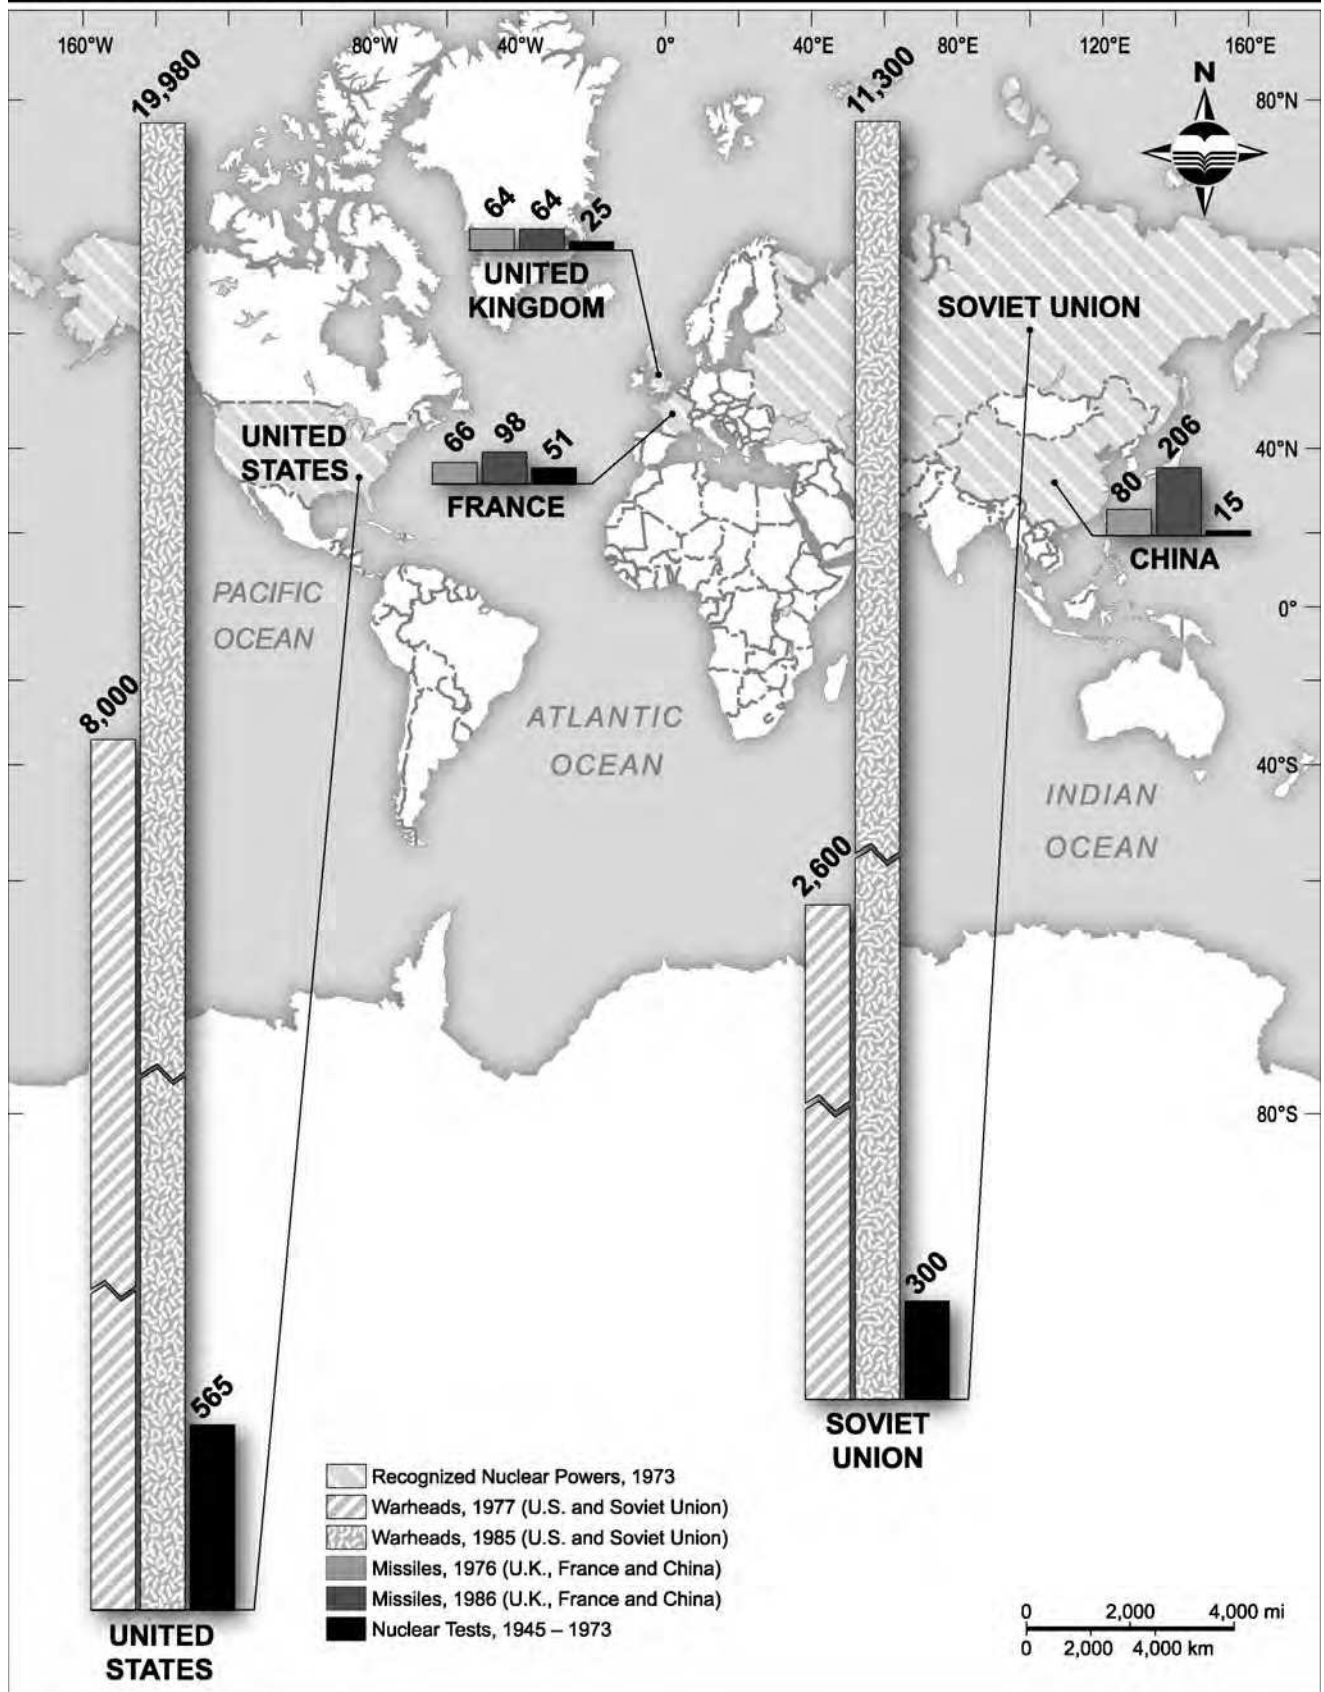 160°W 80°W 40°W 0° 40°E 80°E 120°E 160°E
19,980
11,300
N
80°N
64 64 25
UNITED
KINGDOM
SOVIET UNION
UNITED
STATES
66 98 51
FRANCE
40°N
80 206 15
CHINA
PACIFIC
OCEAN
0°
8,000
ATLANTIC
OCEAN
40°S
INDIAN
OCEAN
2,600
80°S
300
SOVIET
UNION
565
UNITED
STATES
Recognized Nuclear Powers, 1973
Warheads, 1977 (U.S. and Soviet Union)
Warheads, 1985 (U.S. and Soviet Union)
Missiles, 1976 (U.K., France and China)
Missiles, 1986 (U.K., France and China)
Nuclear Tests, 1945 – 1973
0 2,000 4,000 mi
0 2,000 4,000 km